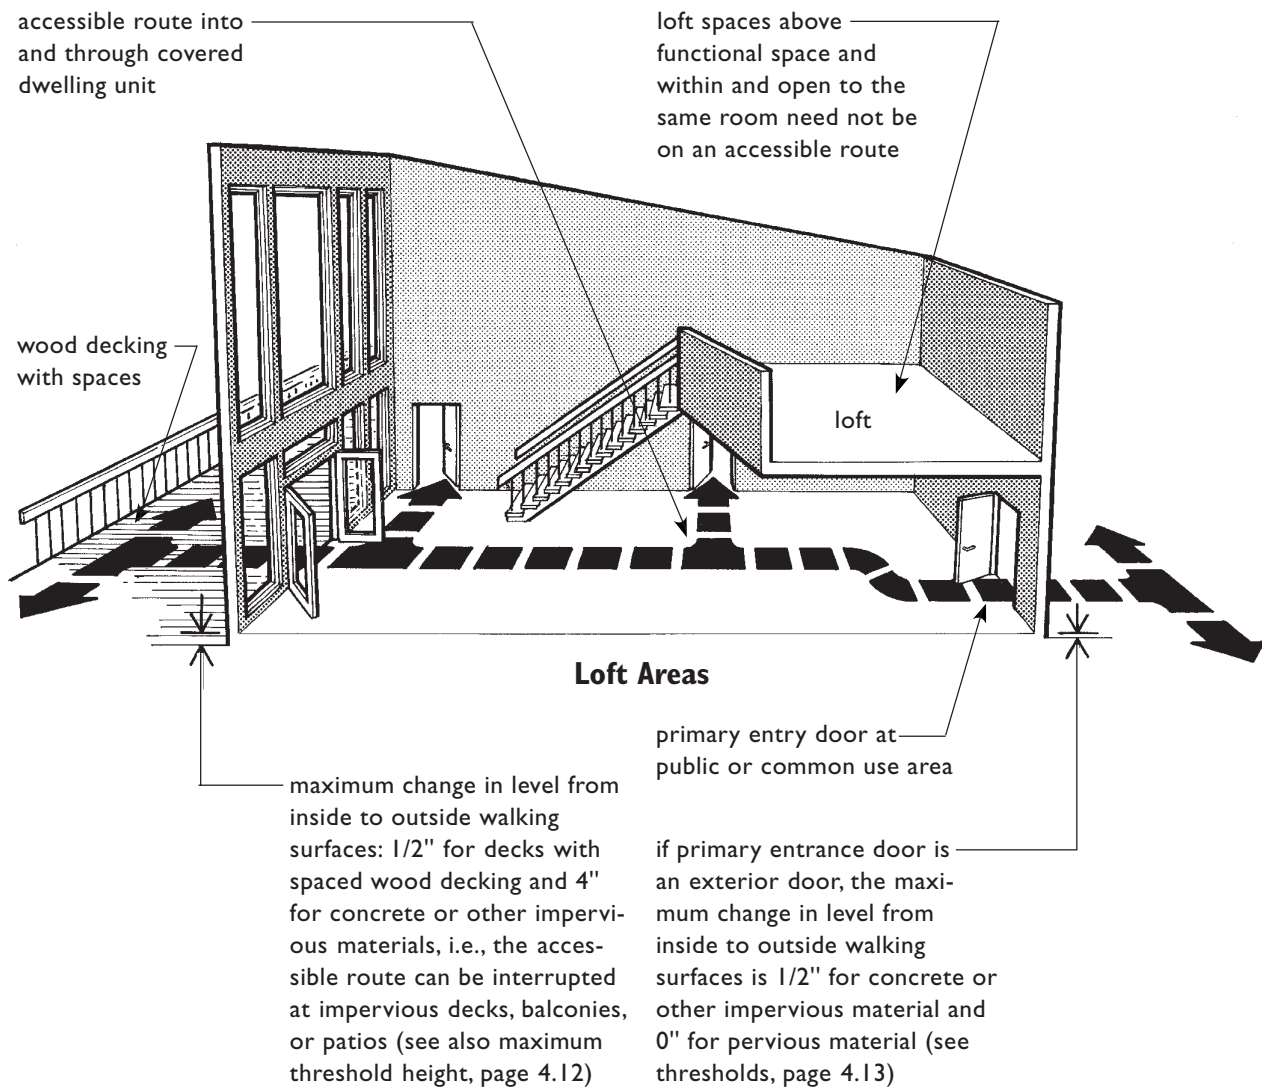 accessible route into
and through covered
dwelling unit
loft spaces above
functional space and
within and open to the
same room need not be
on an accessible route
wood decking
with spaces
loft
Loft Areas
primary entry door at
public or common use area
maximum change in level from
inside to outside walking
surfaces: 1/2" for decks with
spaced wood decking and 4"
for concrete or other impervi-
ous materials, i.e., the acces-
sible route can be interrupted
at impervious decks, balconies,
or patios (see also maximum
threshold height, page 4.12)
if primary entrance door is
an exterior door, the maxi-
mum change in level from
inside to outside walking
surfaces is 1/2" for concrete or
other impervious material and
0" for pervious material (see
thresholds, page 4.13)